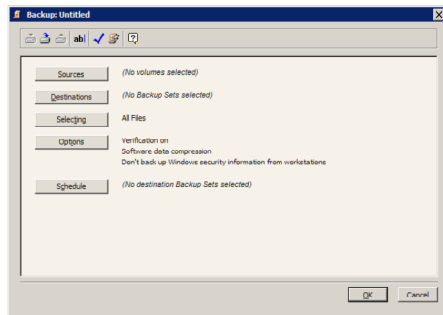 Backup: Untitled
abl
Sources (No volumes selected)
Destinations (No Backup Sets selected)
Selecting All Files
Options Verification on
Software data compression
Don't back up Windows security information from workstations
Schedule (No destination Backup Sets selected)
OK Cancel